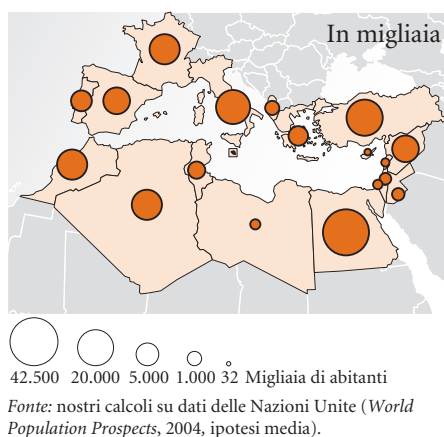 In migliaia
42.500 20.000 5.000 1.000 32 Migliaia di abitanti
Fonte: nostri calcoli su dati delle Nazioni Unite (World
Population Prospects, 2004, ipotesi media).